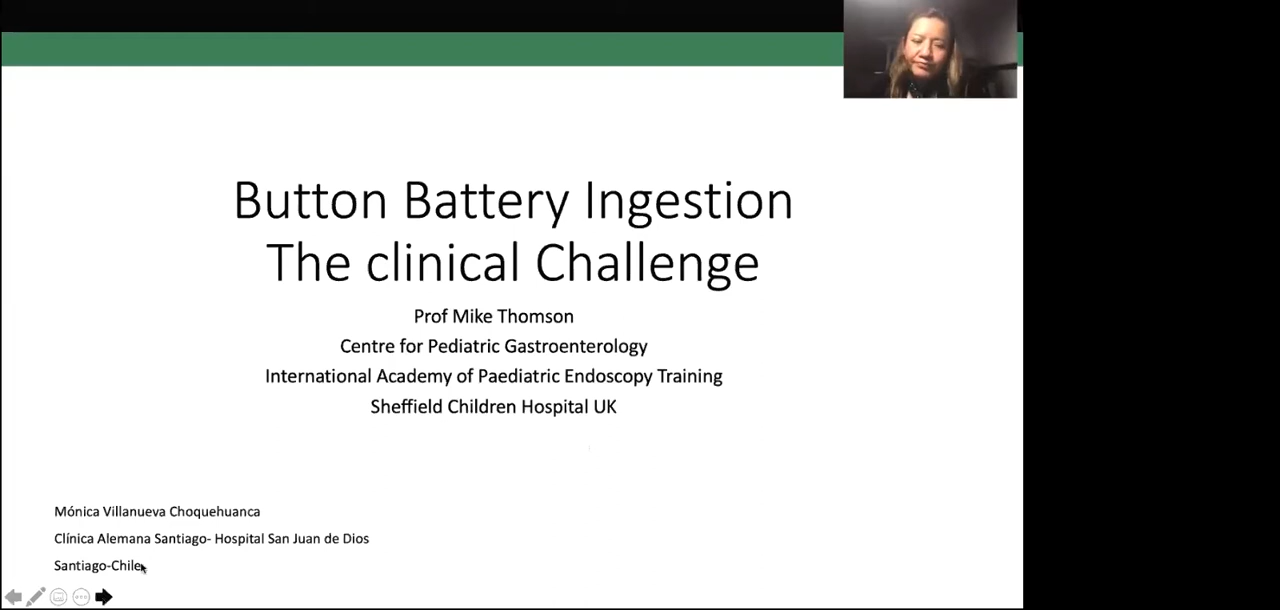 Button Battery Ingestion
The clinical Challenge
Prof Mike Thomson
Centre for Pediatric Gastroenterology
International Academy of Paediatric Endoscopy Training
Sheffield Children Hospital UK
Mónica Villanueva Choquehuanca
Clínica Alemana Santiago- Hospital San Juan de Dios
Santiago-Chile